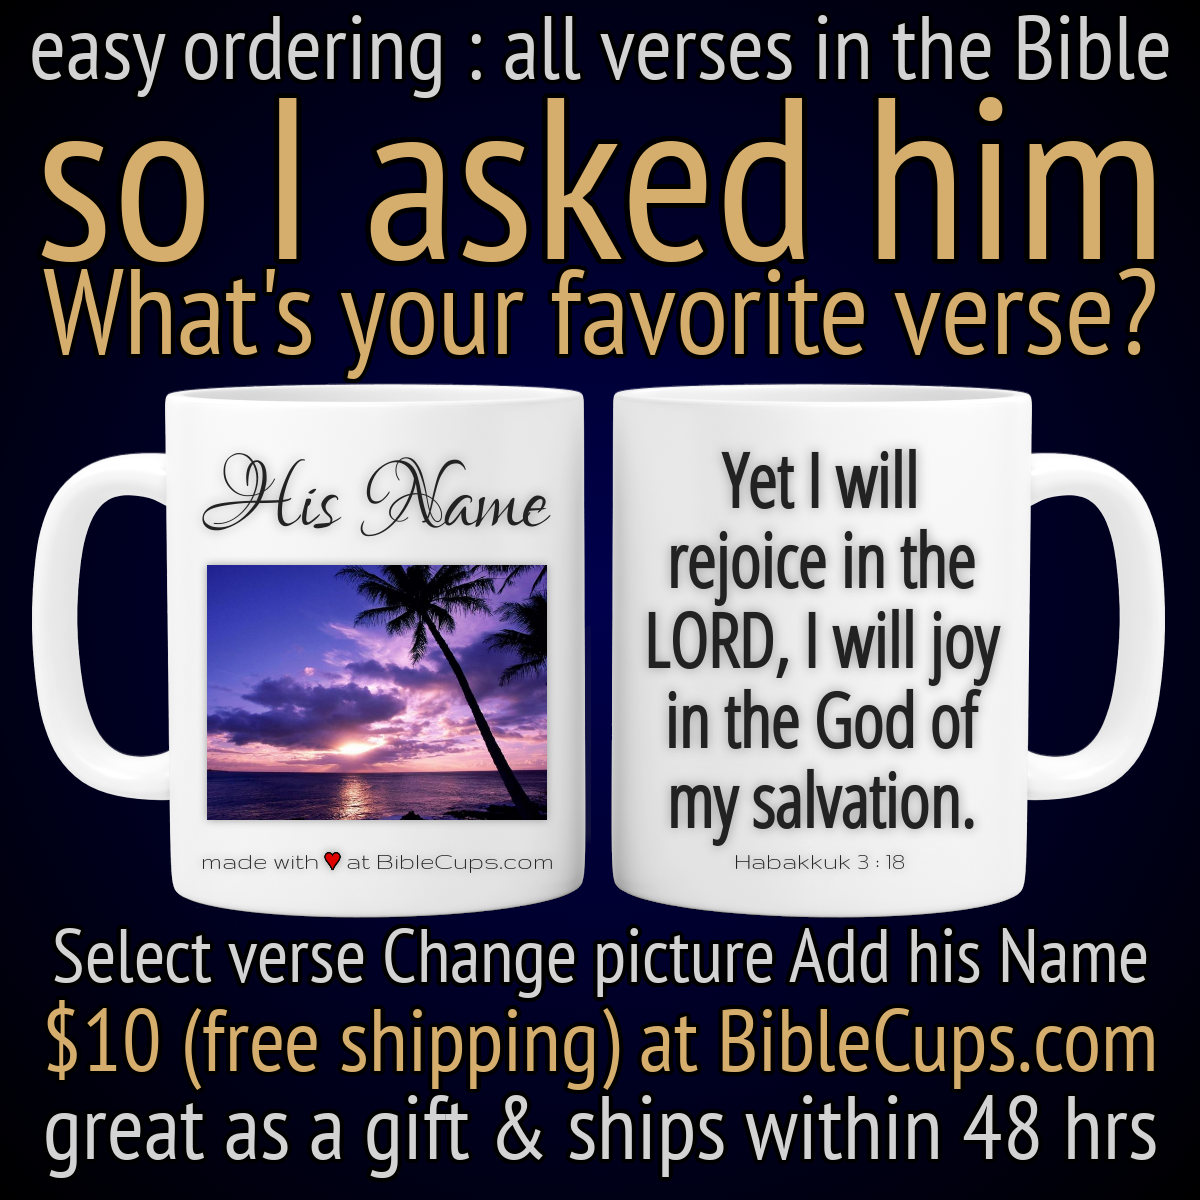 easy ordering : all verses in the Bible
so I asked him
What's your favorite verse?
His Name
made with ♥ at BibleCups.com
Yet I will
rejoice in the
LORD, I will joy
in the God of
my salvation.
Habakkuk 3 : 18
Select verse Change picture Add his Name
$10 (free shipping) at BibleCups.com
great as a gift & ships within 48 hrs